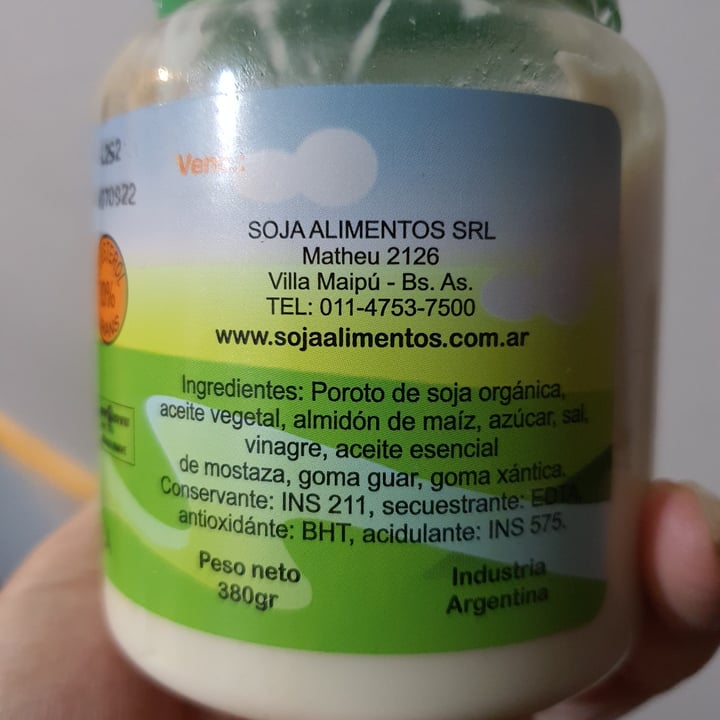 Venc.:
SOJA ALIMENTOS SRL
Matheu 2126
Villa Maipú - Bs. As.
TEL: 011-4753-7500
www.sojaalimentos.com.ar
Ingredientes: Poroto de soja orgánica,
aceite vegetal, almidón de maíz, azúcar, sal,
vinagre, aceite esencial
de mostaza, goma guar, goma xántica.
Conservante: INS 211, secuestrante: EDTA,
antioxidánte: BHT, acidulante: INS 575.
Peso neto
380gr
Industria
Argentina